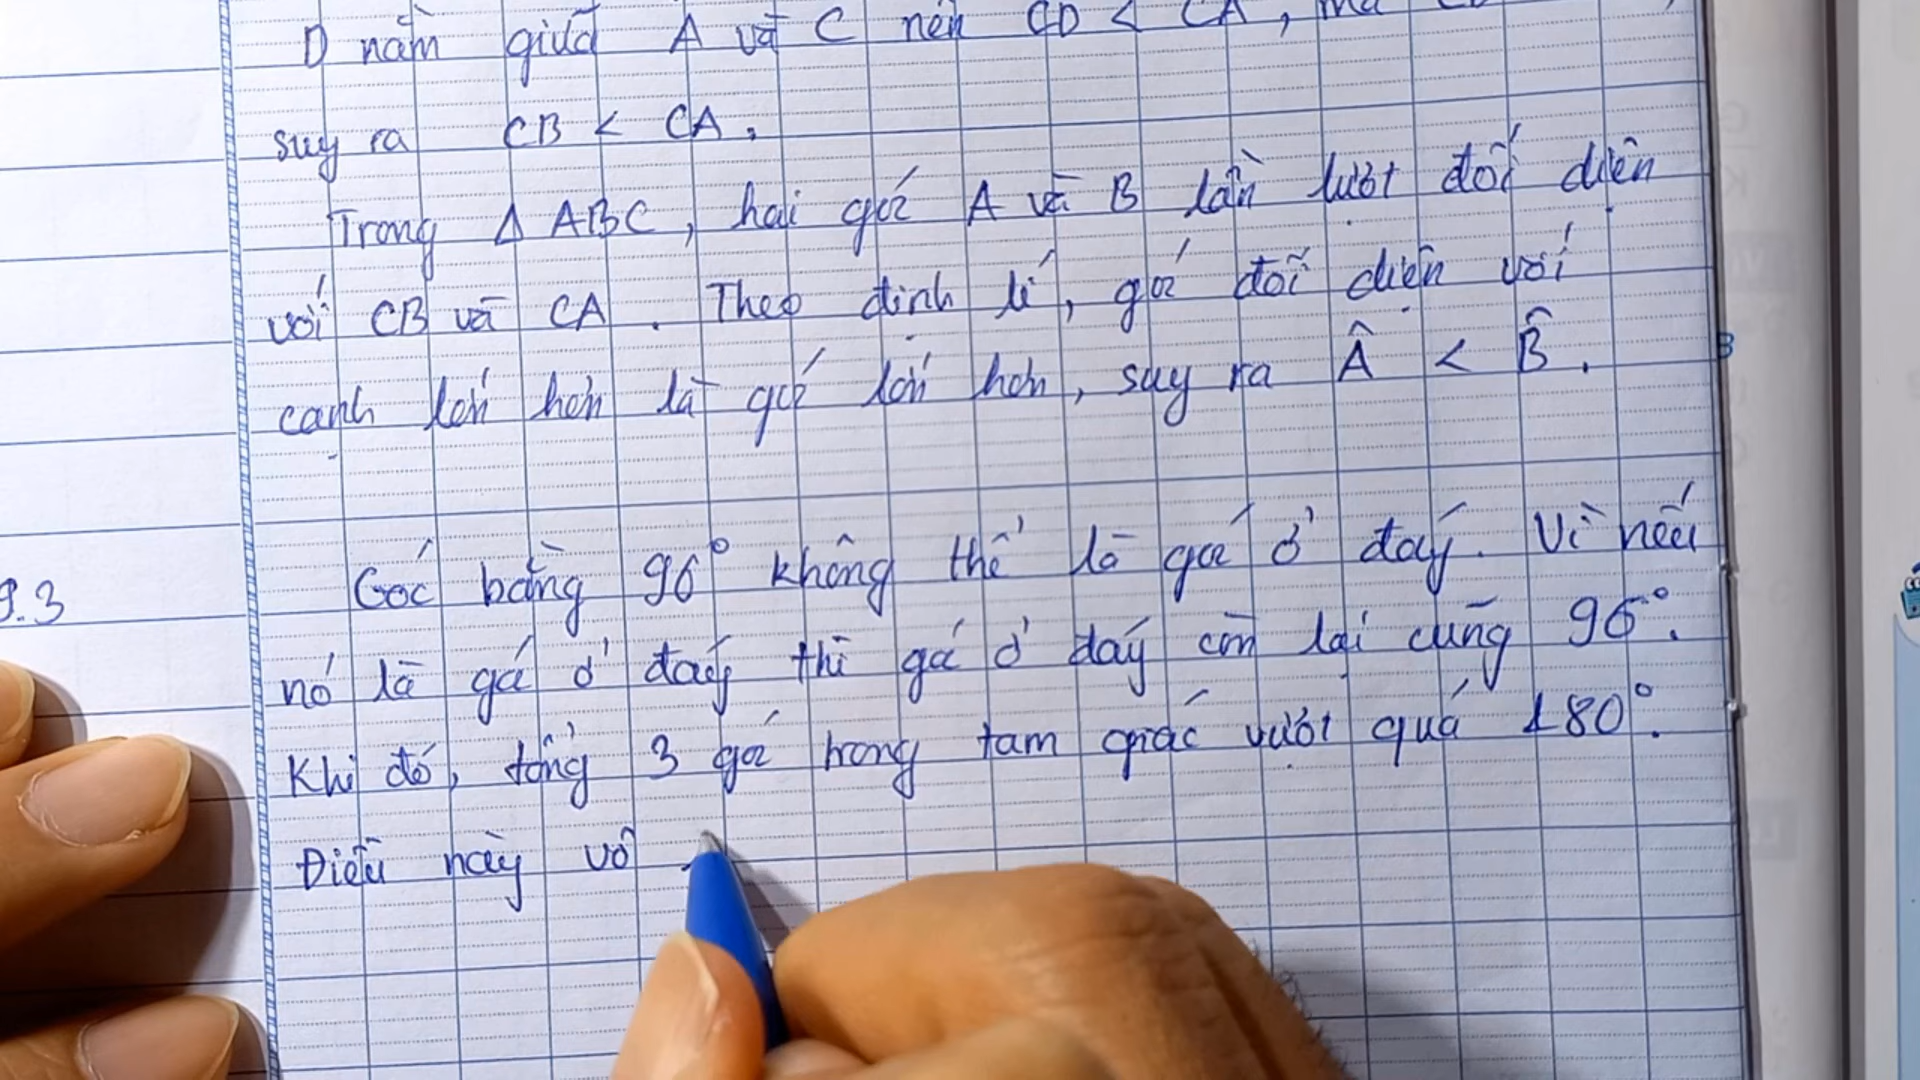 D nằm giữa A và C nên CD < CA, mà
suy ra CB < CA.
Trong Δ ABC, hai góc A và B lần lượt đối diện
với CB và CA. Theo định lí, góc đối diện với
cạnh lớn hơn là góc lớn hơn, suy ra Â < B̂.
9.3 Góc bằng 96° không thể là góc ở đáy. Vì nếu
nó là góc ở đáy thì góc ở đáy còn lại cũng 96°.
Khi đó, tổng 3 góc trong tam giác vượt quá 180°.
Điều này vô